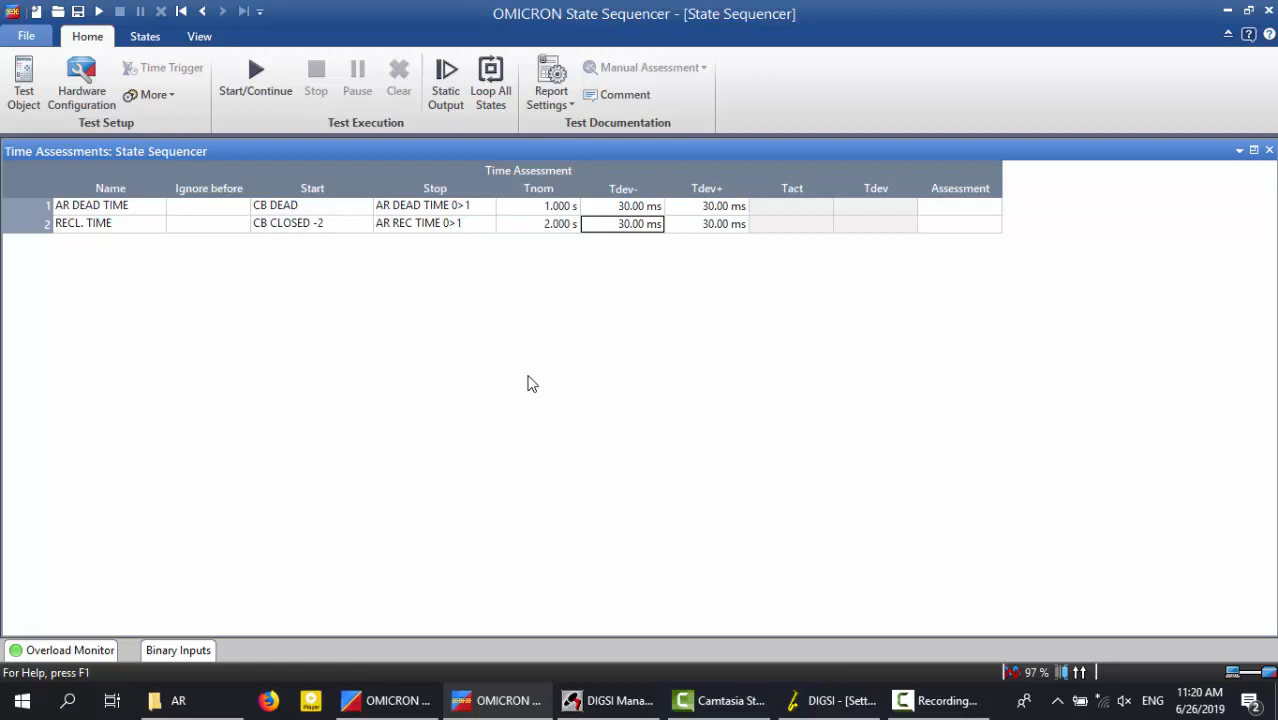 OMICRON State Sequencer - [State Sequencer]
File Home States View
Test Object
Hardware Configuration
Time Trigger
More
Test Setup
Start/Continue
Stop
Pause
Clear
Static Output
Loop All States
Test Execution
Report Settings
Manual Assessment
Comment
Test Documentation
Time Assessments: State Sequencer
Time Assessment
Name Ignore before Start Stop Tnom Tdev- Tdev+ Tact Tdev Assessment
1 AR DEAD TIME CB DEAD AR DEAD TIME 0>1 1.000 s 30.00 ms 30.00 ms
2 RECL. TIME CB CLOSED -2 AR REC TIME 0>1 2.000 s 30.00 ms 30.00 ms
Overload Monitor Binary Inputs
For Help, press F1 97 %
AR OMICRON ... OMICRON ... DIGSI Mana... Camtasia St... DIGSI - [Sett... Recording... ENG 11:20 AM
6/26/2019 2